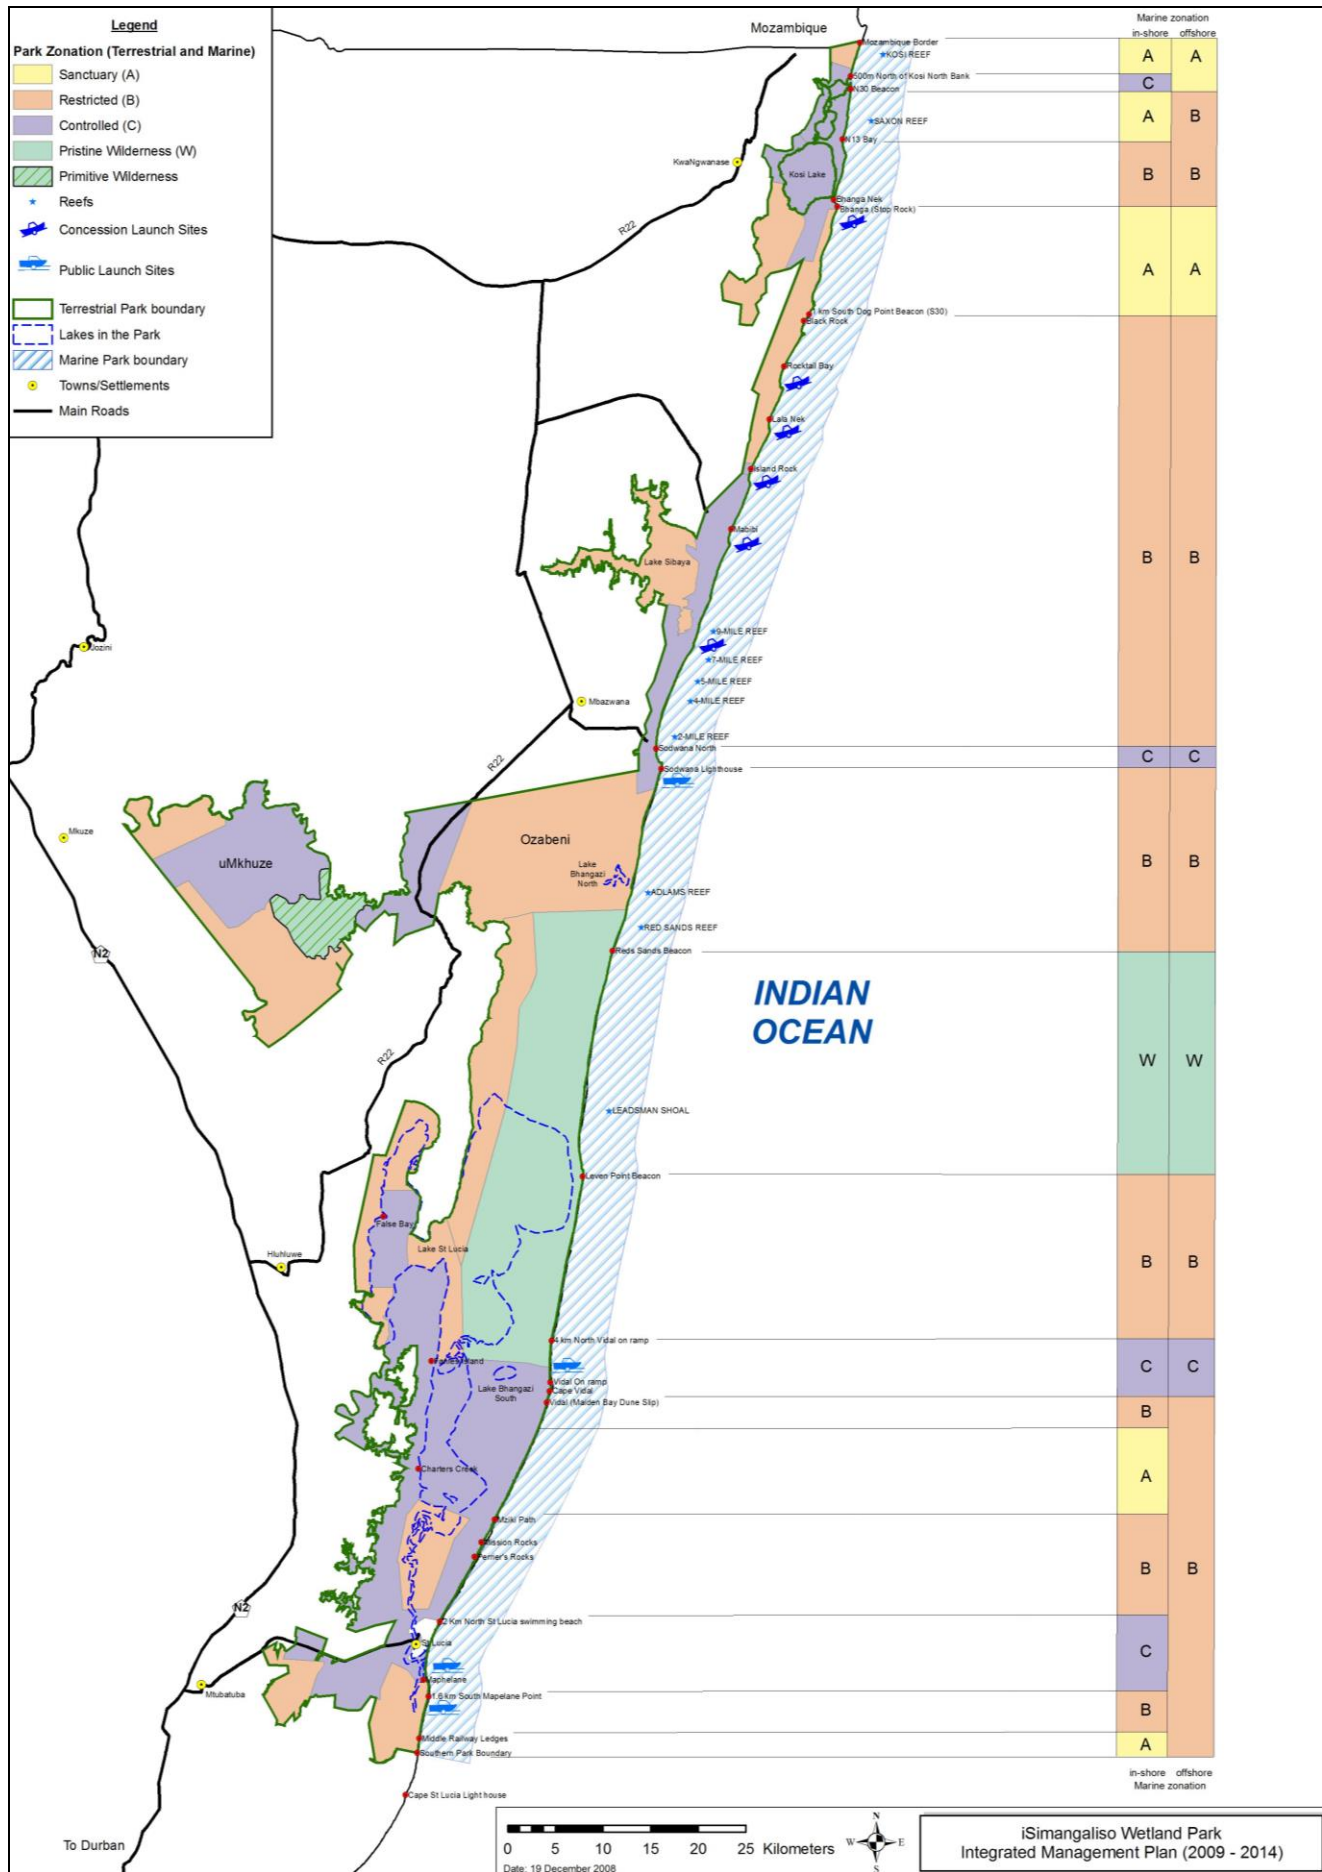 Legend
Park Zonation (Terrestrial and Marine)
Sanctuary (A)
Restricted (B)
Controlled (C)
Pristine Wilderness (W)
Primitive Wilderness
Reefs
Concession Launch Sites
Public Launch Sites
Terrestrial Park boundary
Lakes in the Park
Marine Park boundary
Towns/Settlements
Main Roads
Mozambique
Marine zonation
in-shore offshore
Mozambique Border
KOSI REEF
A A
500m North of Kosi North Bank
C
N30 Beacon
SAXON REEF
A B
N13 Bay
KwaNgwanase
Kosi Lake
B B
Bhanga Nek
Bhanga (Stop Rock)
R22
A A
1 km South Dog Point Beacon (S30)
Black Rock
Rocktail Bay
Lala Nek
Island Rock
Mabibi
B B
Lake Sibaya
9-MILE REEF
Jozini
7-MILE REEF
5-MILE REEF
Mbazwana
4-MILE REEF
2-MILE REEF
Sodwana North
C C
R22
Sodwana Lighthouse
Mkuze
Ozabeni
uMkhuze
Lake
Bhangazi
North
B B
ADLAMS REEF
RED SANDS REEF
Reds Sands Beacon
N2
INDIAN
OCEAN
R22
W W
LEADSMAN SHOAL
Leven Point Beacon
False Bay
Lake St Lucia
Hluhluwe
B B
4 km North Vidal on ramp
Fanies Island
C C
Lake Bhangazi
South
Vidal On ramp
Cape Vidal
Vidal (Maiden Bay Dune Slip)
B
Charters Creek
A
Mziki Path
Mission Rocks
Perrier's Rocks
B B
N2
2 Km North St Lucia swimming beach
St Lucia
C
Maphelane
Mtubatuba
1.6 km South Mapelane Point
B
Middle Railway Ledges
A
Southern Park Boundary
in-shore offshore
Marine zonation
Cape St Lucia Light house
To Durban
0 5 10 15 20 25 Kilometers
Date: 19 December 2008
N
W E
S
iSimangaliso Wetland Park
Integrated Management Plan (2009 - 2014)